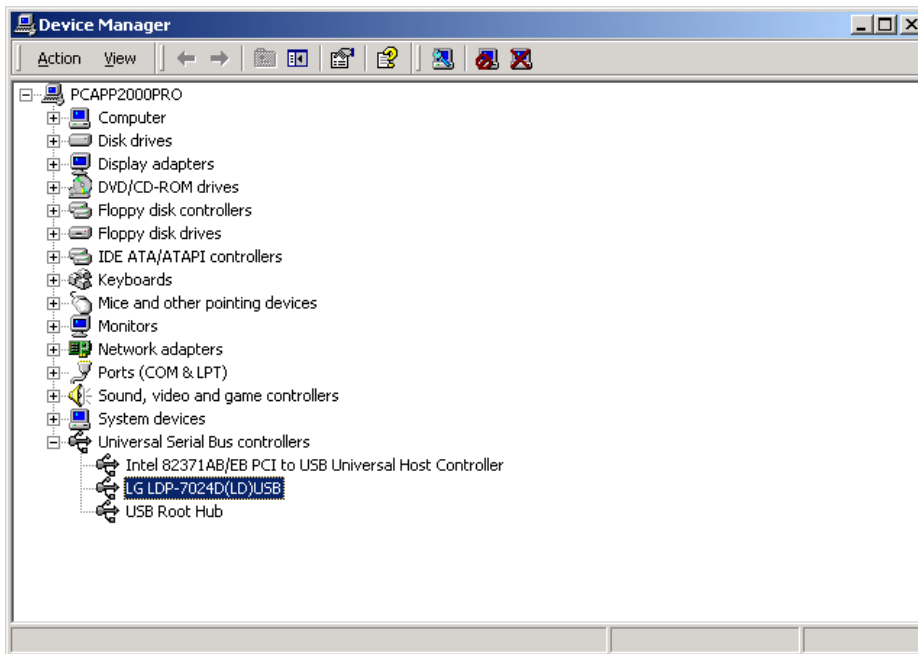 Device Manager
Action View
PCAPP2000PRO
Computer
Disk drives
Display adapters
DVD/CD-ROM drives
Floppy disk controllers
Floppy disk drives
IDE ATA/ATAPI controllers
Keyboards
Mice and other pointing devices
Monitors
Network adapters
Ports (COM & LPT)
Sound, video and game controllers
System devices
Universal Serial Bus controllers
Intel 82371AB/EB PCI to USB Universal Host Controller
LG LDP-7024D(LD)USB
USB Root Hub